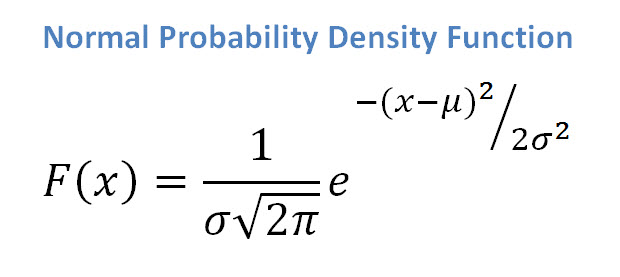 Normal Probability Density Function
F(x) = 1/(σ√2π) e^(−(x−μ)²/2σ²)